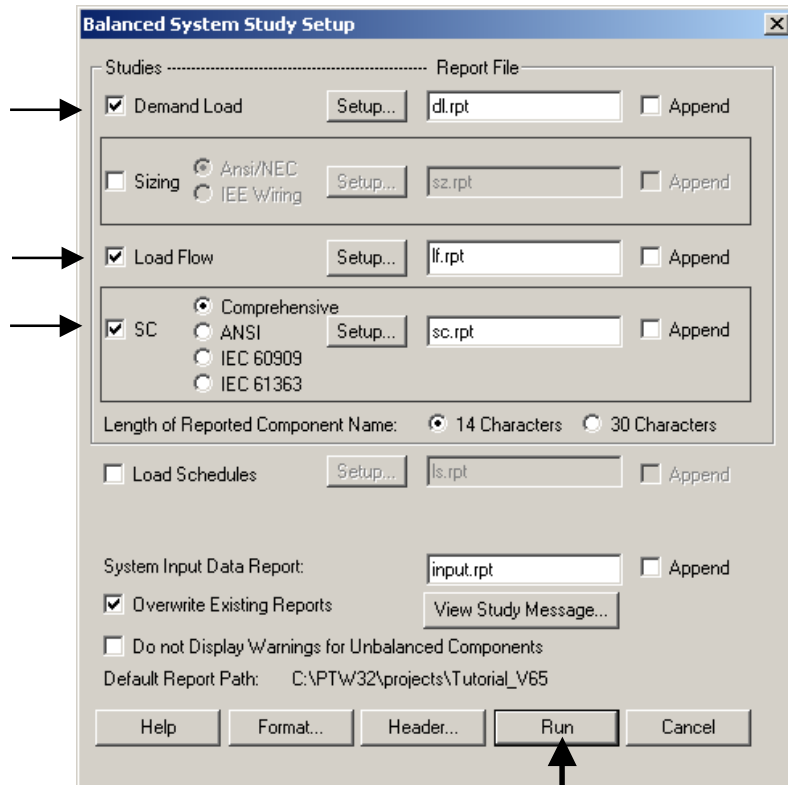 Balanced System Study Setup
Studies ---------------------------------------------- Report File
Demand Load Setup... dl.rpt Append
Sizing Ansi/NEC Setup... sz.rpt Append
IEE Wiring
Load Flow Setup... lf.rpt Append
Comprehensive
SC ANSI Setup... sc.rpt Append
IEC 60909
IEC 61363
Length of Reported Component Name: 14 Characters 30 Characters
Load Schedules Setup... ls.rpt Append
System Input Data Report: input.rpt Append
Overwrite Existing Reports View Study Message...
Do not Display Warnings for Unbalanced Components
Default Report Path: C:\PTW32\projects\Tutorial_V65
Help Format... Header... Run Cancel